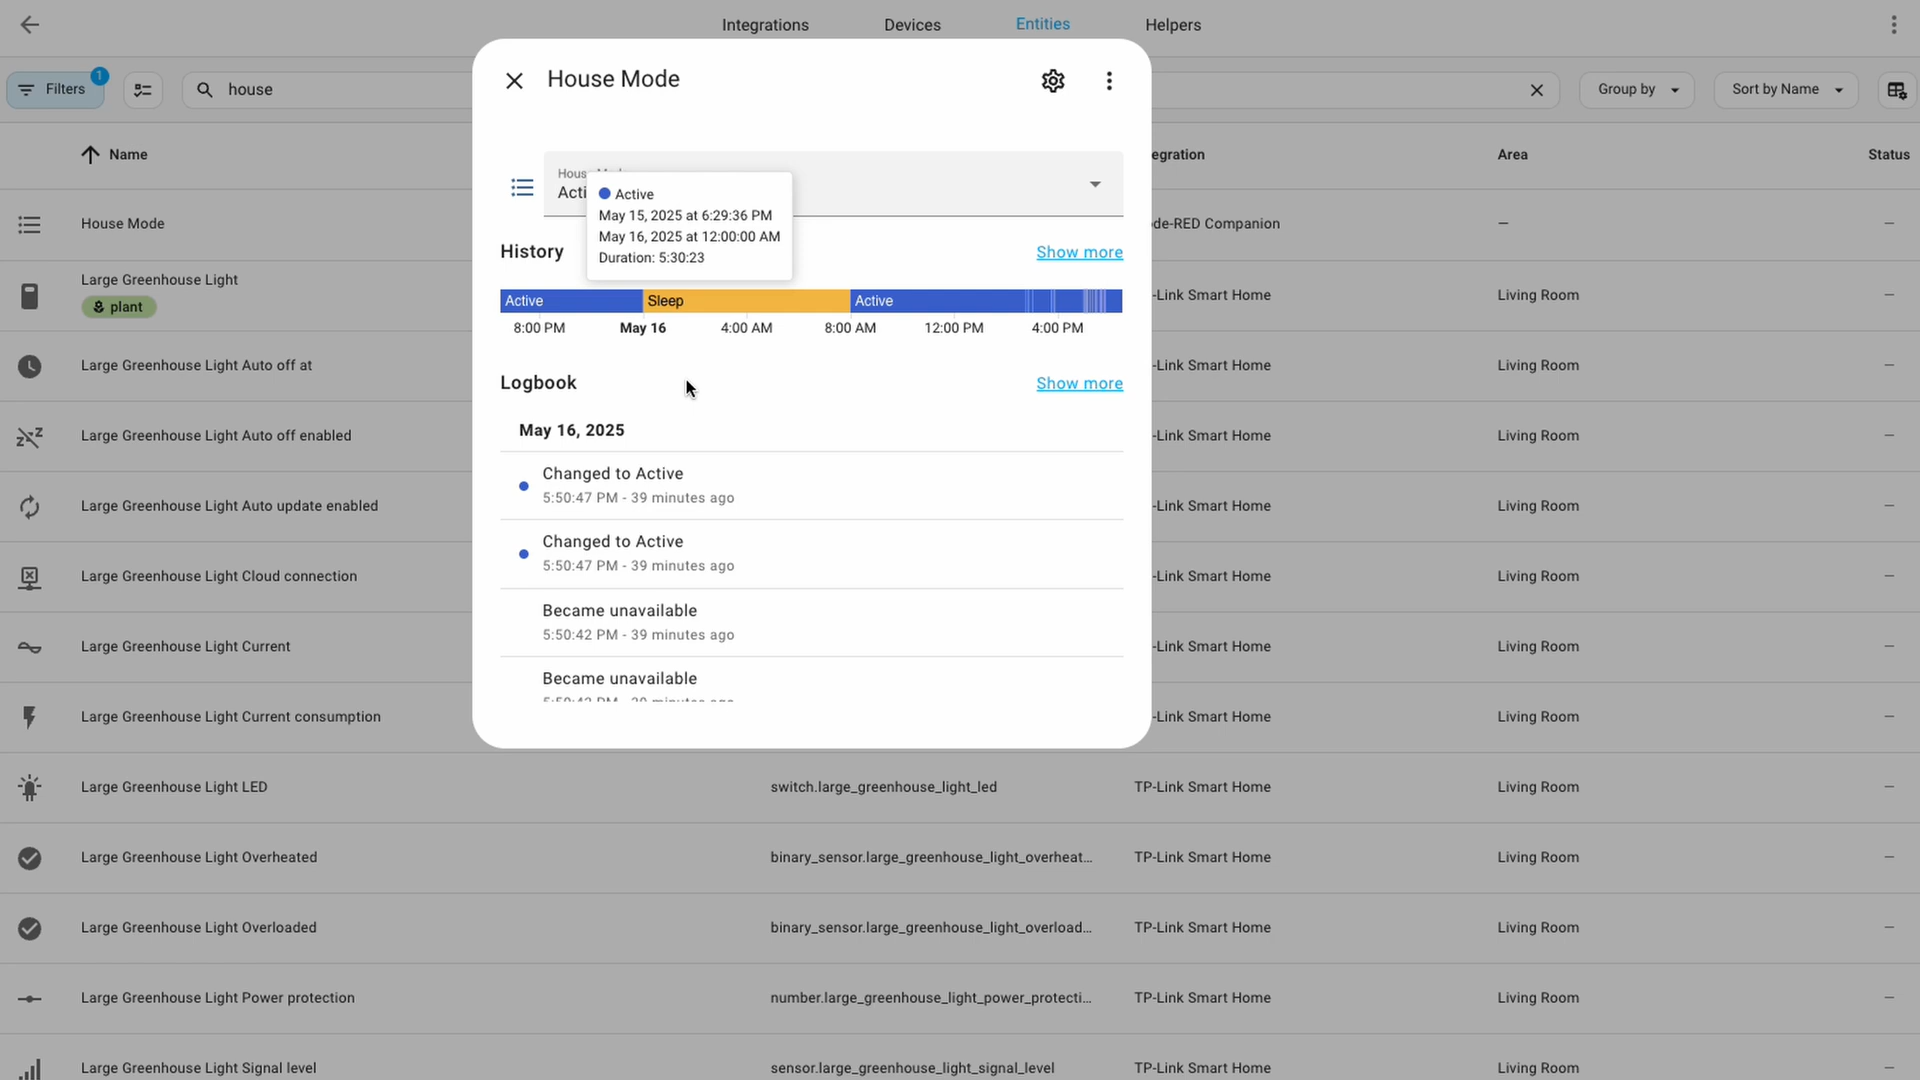 Integrations
Devices
Entities
Helpers
Filters
1
house
House Mode
Group by
Sort by Name
Name
egration
Area
Status
House Mode
Acti
Active
May 15, 2025 at 6:29:36 PM
May 16, 2025 at 12:00:00 AM
Duration: 5:30:23
House Mode
de-RED Companion
—
—
History
Show more
Large Greenhouse Light
plant
-Link Smart Home
Living Room
—
Active
Sleep
Active
8:00 PM
May 16
4:00 AM
8:00 AM
12:00 PM
4:00 PM
Large Greenhouse Light Auto off at
-Link Smart Home
Living Room
—
Logbook
Show more
May 16, 2025
Large Greenhouse Light Auto off enabled
-Link Smart Home
Living Room
—
Changed to Active
5:50:47 PM - 39 minutes ago
Large Greenhouse Light Auto update enabled
-Link Smart Home
Living Room
—
Changed to Active
5:50:47 PM - 39 minutes ago
Large Greenhouse Light Cloud connection
-Link Smart Home
Living Room
—
Became unavailable
5:50:42 PM - 39 minutes ago
Large Greenhouse Light Current
-Link Smart Home
Living Room
—
Became unavailable
Large Greenhouse Light Current consumption
-Link Smart Home
Living Room
—
Large Greenhouse Light LED
switch.large_greenhouse_light_led
TP-Link Smart Home
Living Room
—
Large Greenhouse Light Overheated
binary_sensor.large_greenhouse_light_overheat…
TP-Link Smart Home
Living Room
—
Large Greenhouse Light Overloaded
binary_sensor.large_greenhouse_light_overload…
TP-Link Smart Home
Living Room
—
Large Greenhouse Light Power protection
number.large_greenhouse_light_power_protecti…
TP-Link Smart Home
Living Room
—
Large Greenhouse Light Signal level
sensor.large_greenhouse_light_signal_level
TP-Link Smart Home
Living Room
—